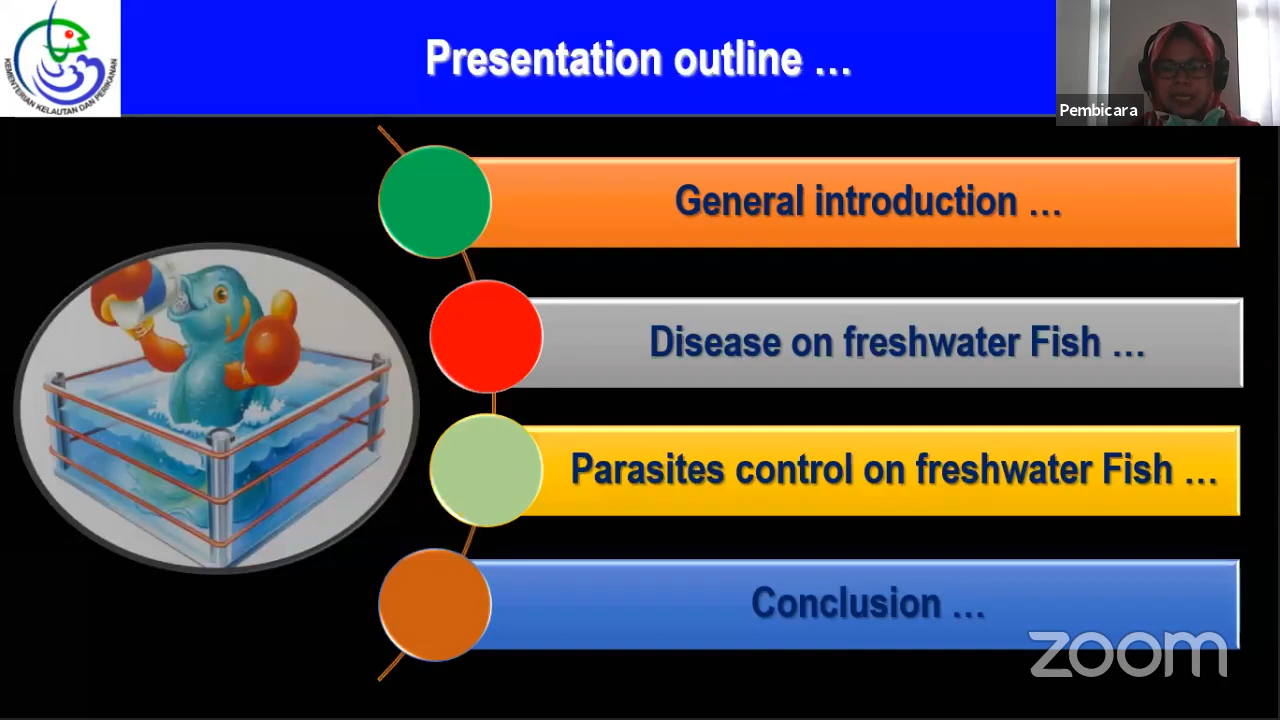 KEMENTERIAN KELAUTAN DAN PERIKANAN
Presentation outline ...
Pembicara
General introduction ...
Disease on freshwater Fish ...
Parasites control on freshwater Fish ...
Conclusion ...
zoom